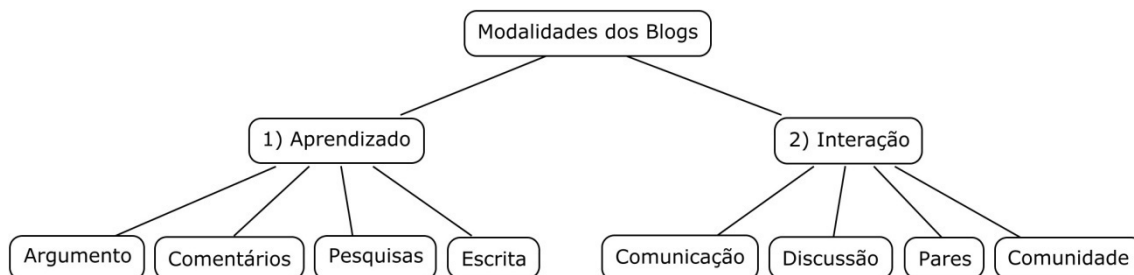 Modalidades dos Blogs
1) Aprendizado
2) Interação
Argumento
Comentários
Pesquisas
Escrita
Comunicação
Discussão
Pares
Comunidade